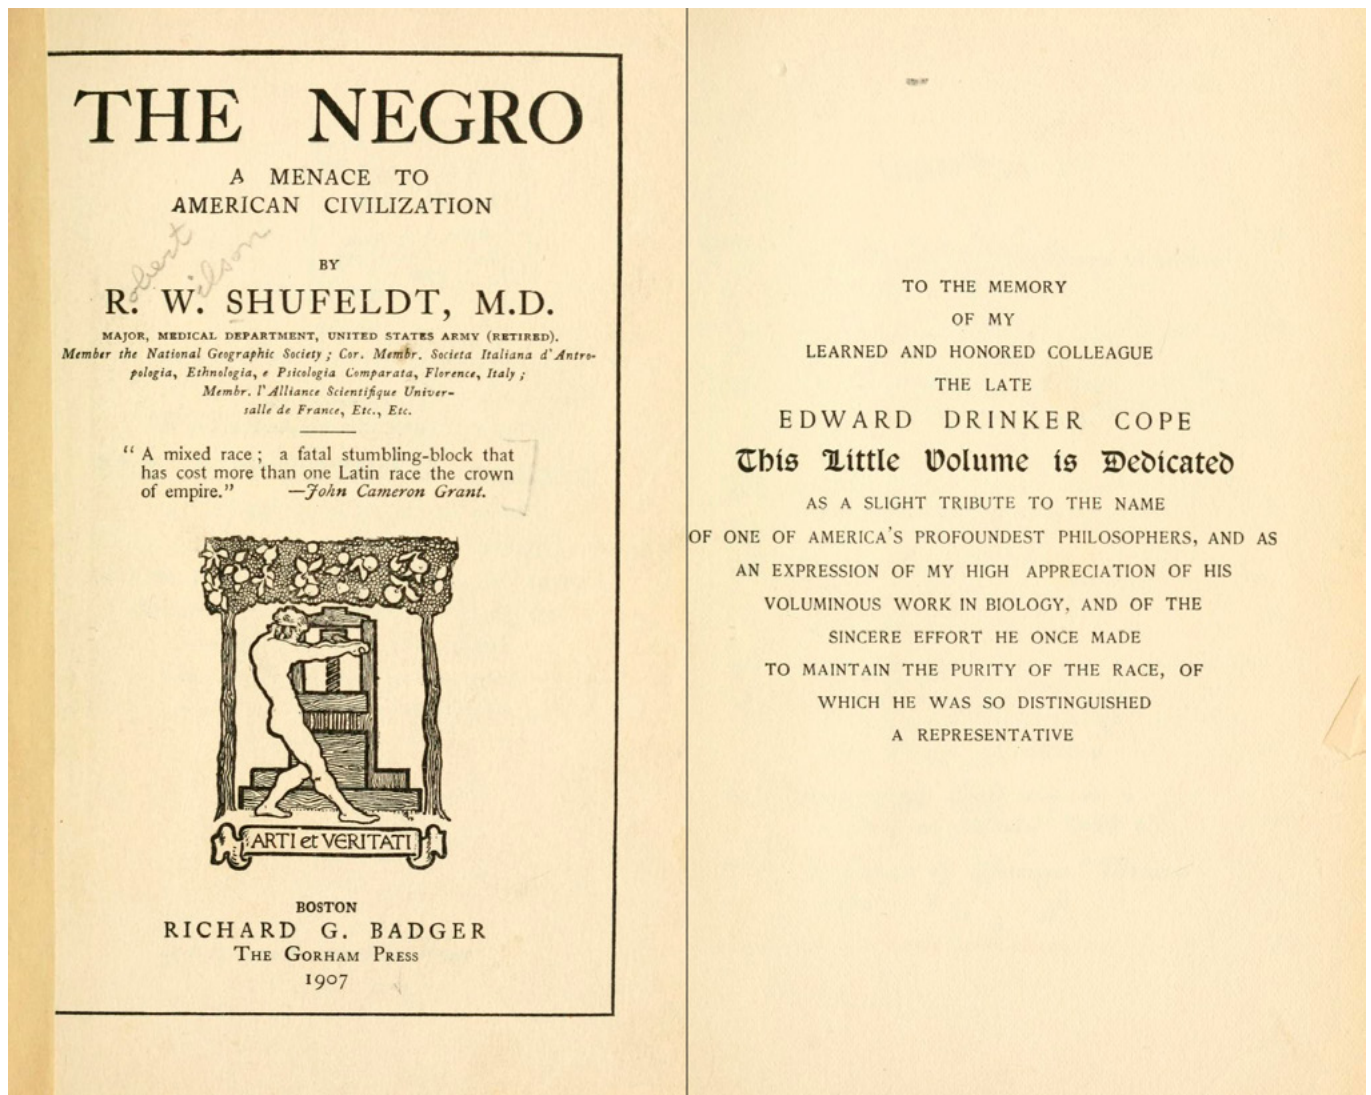 THE NEGRO
A MENACE TO
AMERICAN CIVILIZATION
obert
ilson
BY
R. W. SHUFELDT, M.D.
MAJOR, MEDICAL DEPARTMENT, UNITED STATES ARMY (RETIRED).
Member the National Geographic Society; Cor. Membr. Societa Italiana d'Antro-
pologia, Ethnologia, e Psicologia Comparata, Florence, Italy;
Membr. l'Alliance Scientifique Univer-
salle de France, Etc., Etc.
"A mixed race; a fatal stumbling-block that
has cost more than one Latin race the crown
of empire." —John Cameron Grant.
ARTI et VERITATI
BOSTON
RICHARD G. BADGER
THE GORHAM PRESS
1907
TO THE MEMORY
OF MY
LEARNED AND HONORED COLLEAGUE
THE LATE
EDWARD DRINKER COPE
This Little Volume is Dedicated
AS A SLIGHT TRIBUTE TO THE NAME
OF ONE OF AMERICA'S PROFOUNDEST PHILOSOPHERS, AND AS
AN EXPRESSION OF MY HIGH APPRECIATION OF HIS
VOLUMINOUS WORK IN BIOLOGY, AND OF THE
SINCERE EFFORT HE ONCE MADE
TO MAINTAIN THE PURITY OF THE RACE, OF
WHICH HE WAS SO DISTINGUISHED
A REPRESENTATIVE